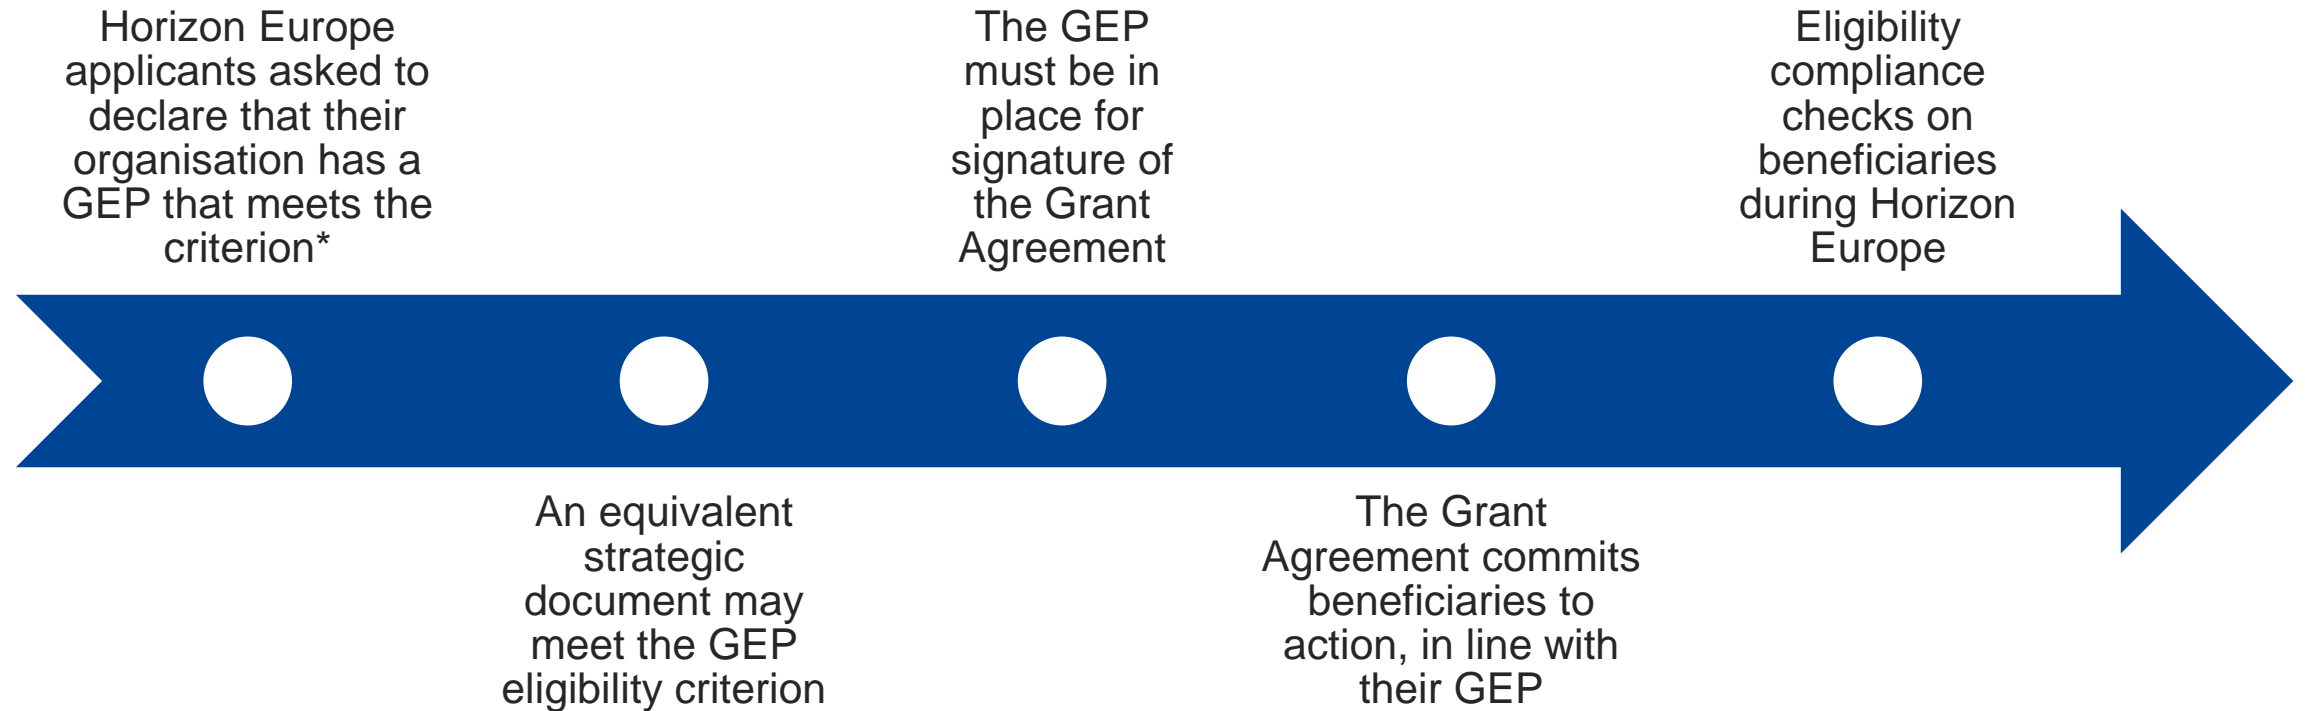 Horizon Europe
applicants asked to
declare that their
organisation has a
GEP that meets the
criterion*
An equivalent
strategic
document may
meet the GEP
eligibility criterion
The GEP
must be in
place for
signature of
the Grant
Agreement
The Grant
Agreement commits
beneficiaries to
action, in line with
their GEP
Eligibility
compliance
checks on
beneficiaries
during Horizon
Europe